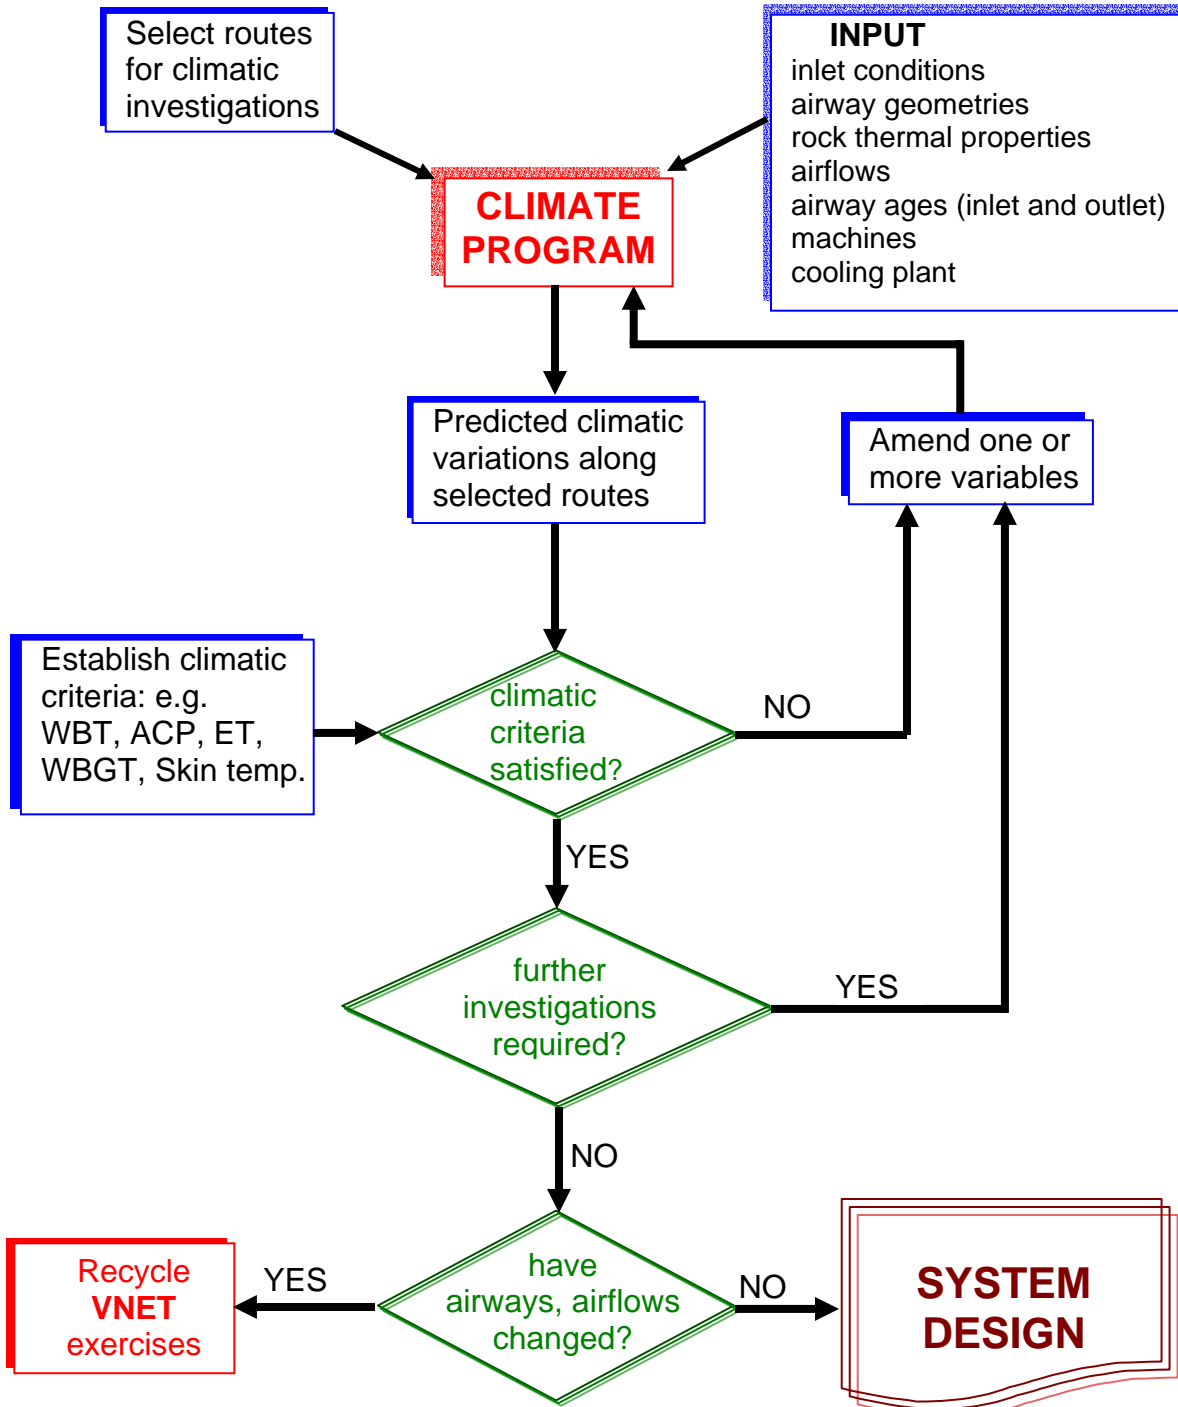 Select routes
for climatic
investigations
INPUT
inlet conditions
airway geometries
rock thermal properties
airflows
airway ages (inlet and outlet)
machines
cooling plant
CLIMATE
PROGRAM
Predicted climatic
variations along
selected routes
Amend one or
more variables
Establish climatic
criteria: e.g.
WBT, ACP, ET,
WBGT, Skin temp.
climatic
criteria
satisfied?
NO
YES
further
investigations
required?
YES
NO
have
airways, airflows
changed?
YES
NO
Recycle
VNET
exercises
SYSTEM
DESIGN